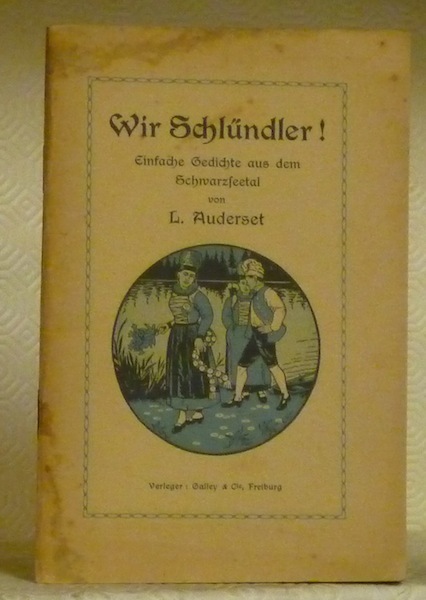 Wir Schlündler!
Einfache Gedichte aus dem
Schwarzſeetal
von
L. Auderset
Verleger: Galley & Cie, Freiburg